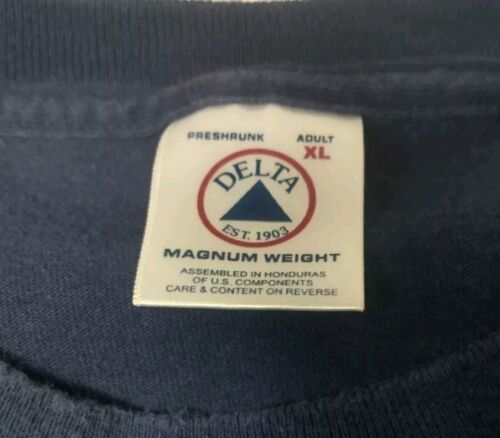 PRESHRUNK ADULT
XL
DELTA
EST. 1903
MAGNUM WEIGHT
ASSEMBLED IN HONDURAS
OF U.S. COMPONENTS
CARE & CONTENT ON REVERSE